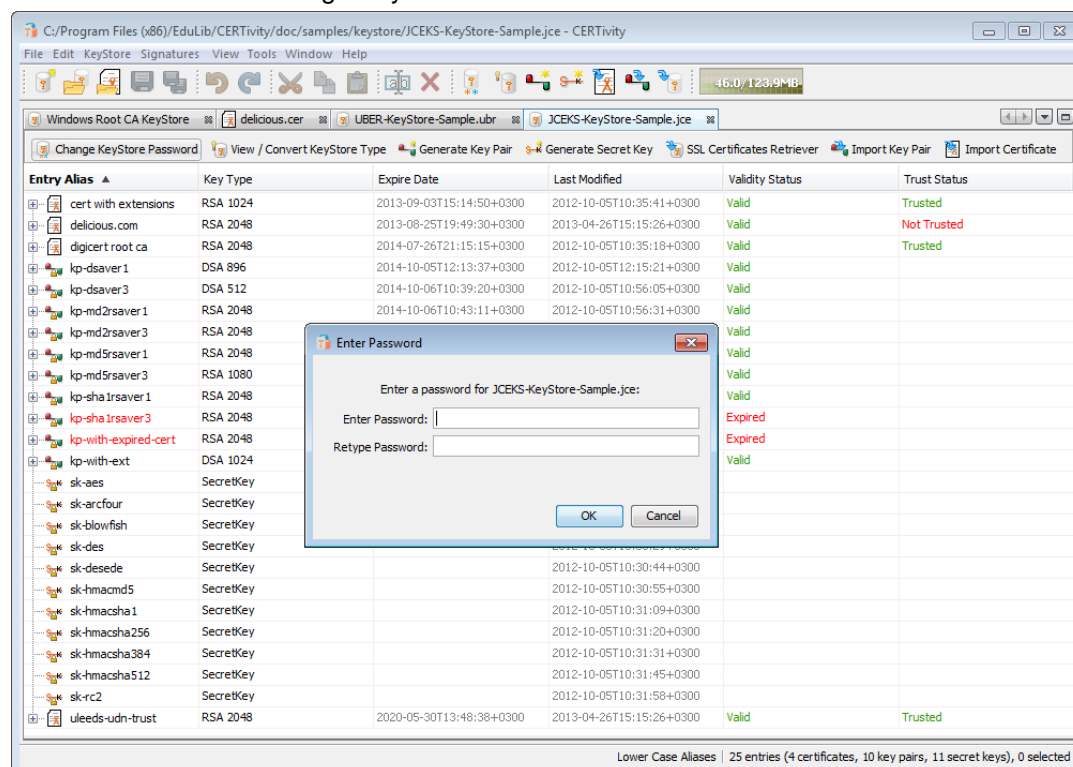 C:/Program Files (x86)/EduLib/CERTivity/doc/samples/keystore/JCEKS-KeyStore-Sample.jce - CERTivity
File Edit KeyStore Signatures View Tools Window Help
46.0/123.9MB
Windows Root CA KeyStore delicious.cer UBER-KeyStore-Sample.ubr JCEKS-KeyStore-Sample.jce
Change KeyStore Password View / Convert KeyStore Type Generate Key Pair Generate Secret Key SSL Certificates Retriever Import Key Pair Import Certificate
Entry Alias Key Type Expire Date Last Modified Validity Status Trust Status
cert with extensions RSA 1024 2013-09-03T15:14:50+0300 2012-10-05T10:35:41+0300 Valid Trusted
delicious.com RSA 2048 2013-08-25T19:49:30+0300 2013-04-26T15:15:26+0300 Valid Not Trusted
digicert root ca RSA 2048 2014-07-26T21:15:15+0300 2012-10-05T10:35:18+0300 Valid Trusted
kp-dsaver1 DSA 896 2014-10-05T12:13:37+0300 2012-10-05T12:15:21+0300 Valid
kp-dsaver3 DSA 512 2014-10-06T10:39:20+0300 2012-10-05T10:56:05+0300 Valid
kp-md2rsaver1 RSA 2048 2014-10-06T10:43:11+0300 2012-10-05T10:56:31+0300 Valid
kp-md2rsaver3 RSA 2048 Valid
kp-md5rsaver1 RSA 2048 Valid
kp-md5rsaver3 RSA 1080 Valid
kp-sha1rsaver1 RSA 2048 Valid
kp-sha1rsaver3 RSA 2048 Expired
kp-with-expired-cert RSA 2048 Expired
kp-with-ext DSA 1024 Valid
sk-aes SecretKey
sk-arcfour SecretKey
sk-blowfish SecretKey
sk-des SecretKey
sk-desede SecretKey 2012-10-05T10:30:44+0300
sk-hmacmd5 SecretKey 2012-10-05T10:30:55+0300
sk-hmacsha1 SecretKey 2012-10-05T10:31:09+0300
sk-hmacsha256 SecretKey 2012-10-05T10:31:20+0300
sk-hmacsha384 SecretKey 2012-10-05T10:31:31+0300
sk-hmacsha512 SecretKey 2012-10-05T10:31:45+0300
sk-rc2 SecretKey 2012-10-05T10:31:58+0300
uleeds-udn-trust RSA 2048 2020-05-30T13:48:38+0300 2013-04-26T15:15:26+0300 Valid Trusted
Enter Password
Enter a password for JCEKS-KeyStore-Sample.jce:
Enter Password:
Retype Password:
OK Cancel
Lower Case Aliases 25 entries (4 certificates, 10 key pairs, 11 secret keys), 0 selected